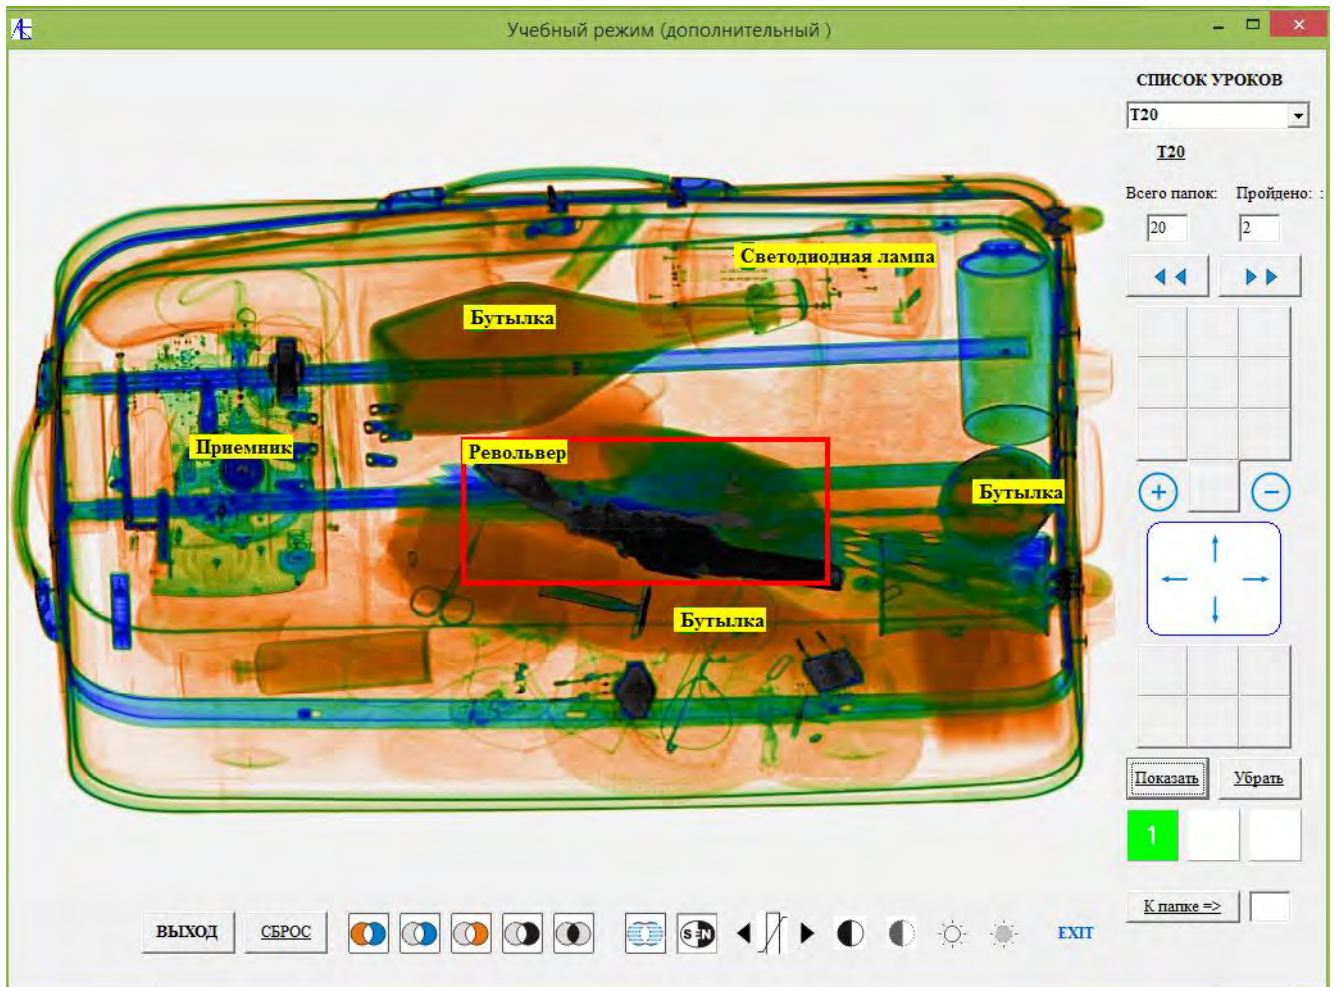 Учебный режим (дополнительный )
СПИСОК УРОКОВ
T20
T20
Всего папок: Пройдено: :
20 2
Светодиодная лампа
Бутылка
Приемник
Револьвер
Бутылка
Бутылка
Показать Убрать
1
К папке =>
ВЫХОД СБРОС SEN EXIT